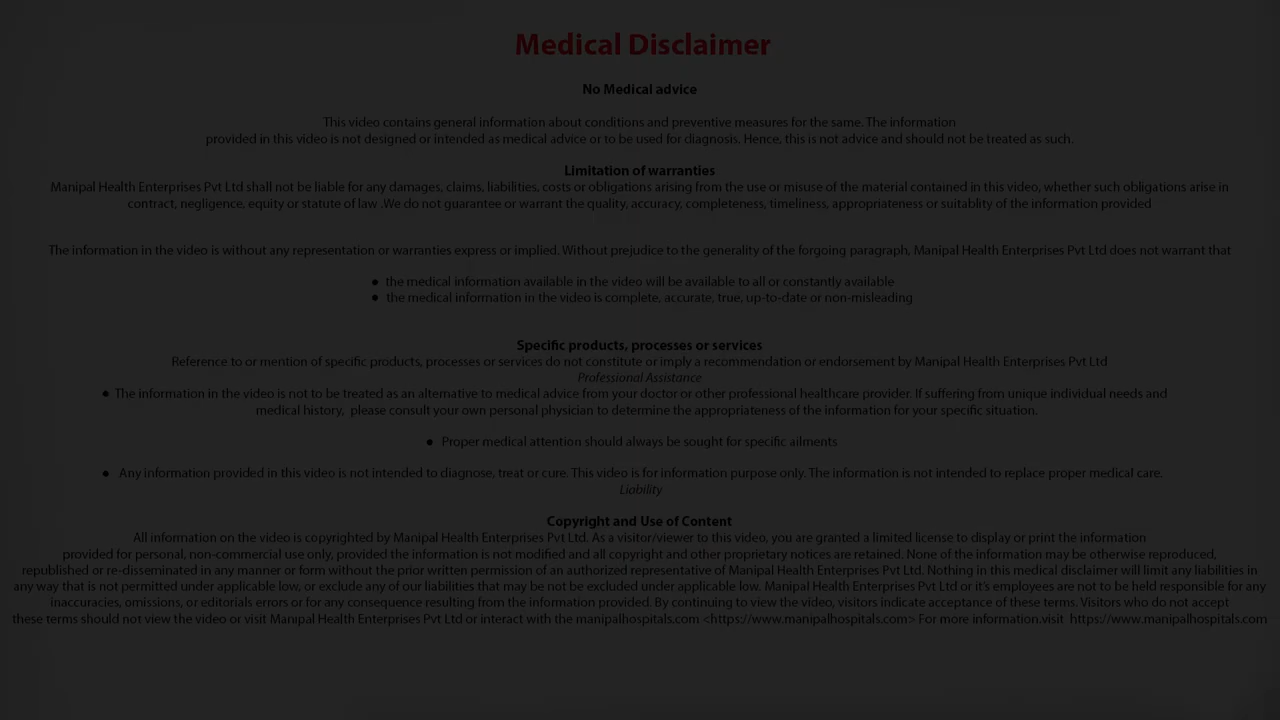 Medical Disclaimer
No Medical advice
This video contains general information about conditions and preventive measures for the same. The information
provided in this video is not designed or intended as medical advice or to be used for diagnosis. Hence, this is not advice and should not be treated as such.
Limitation of warranties
Manipal Health Enterprises Pvt Ltd shall not be liable for any damages, claims, liabilities, costs or obligations arising from the use or misuse of the material contained in this video, whether such obligations arise in
contract, negligence, equity or statute of law .We do not guarantee or warrant the quality, accuracy, completeness, timeliness, appropriateness or suitablity of the information provided
The information in the video is without any representation or warranties express or implied. Without prejudice to the generality of the forgoing paragraph, Manipal Health Enterprises Pvt Ltd does not warrant that
● the medical information available in the video will be available to all or constantly available
● the medical information in the video is complete, accurate, true, up-to-date or non-misleading
Specific products, processes or services
Reference to or mention of specific products, processes or services do not constitute or imply a recommendation or endorsement by Manipal Health Enterprises Pvt Ltd
Professional Assistance
● The information in the video is not to be treated as an alternative to medical advice from your doctor or other professional healthcare provider. If suffering from unique individual needs and
medical history, please consult your own personal physician to determine the appropriateness of the information for your specific situation.
● Proper medical attention should always be sought for specific ailments
● Any information provided in this video is not intended to diagnose, treat or cure. This video is for information purpose only. The information is not intended to replace proper medical care.
Liability
Copyright and Use of Content
All information on the video is copyrighted by Manipal Health Enterprises Pvt Ltd. As a visitor/viewer to this video, you are granted a limited license to display or print the information
provided for personal, non-commercial use only, provided the information is not modified and all copyright and other proprietary notices are retained. None of the information may be otherwise reproduced,
republished or re-disseminated in any manner or form without the prior written permission of an authorized representative of Manipal Health Enterprises Pvt Ltd. Nothing in this medical disclaimer will limit any liabilities in
any way that is not permitted under applicable low, or exclude any of our liabilities that may be not be excluded under applicable low. Manipal Health Enterprises Pvt Ltd or it's employees are not to be held responsible for any
inaccuracies, omissions, or editorials errors or for any consequence resulting from the information provided. By continuing to view the video, visitors indicate acceptance of these terms. Visitors who do not accept
these terms should not view the video or visit Manipal Health Enterprises Pvt Ltd or interact with the manipalhospitals.com <https://www.manipalhospitals.com> For more information.visit https://www.manipalhospitals.com